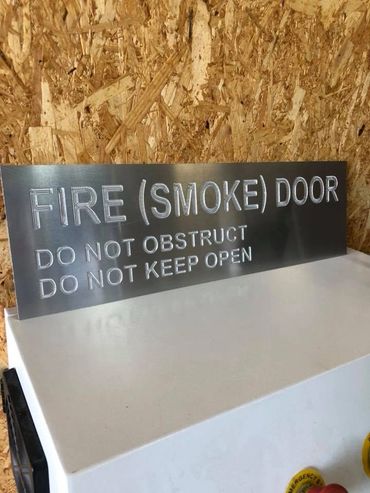 FIRE (SMOKE) DOOR
DO NOT OBSTRUCT
DO NOT KEEP OPEN